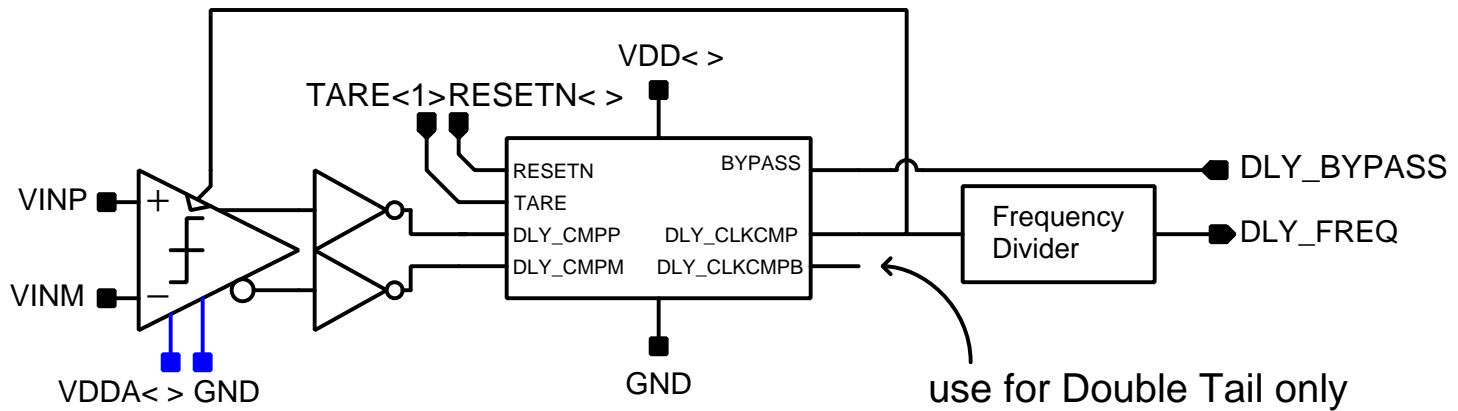 VDD< >
TARE<1>RESETN< >
RESETN
BYPASS
DLY_BYPASS
VINP
+
TARE
Frequency
Divider
DLY_CMPP
DLY_CLKCMP
DLY_FREQ
DLY_CMPM
DLY_CLKCMPB
VINM
−
VDDA< > GND
GND
use for Double Tail only